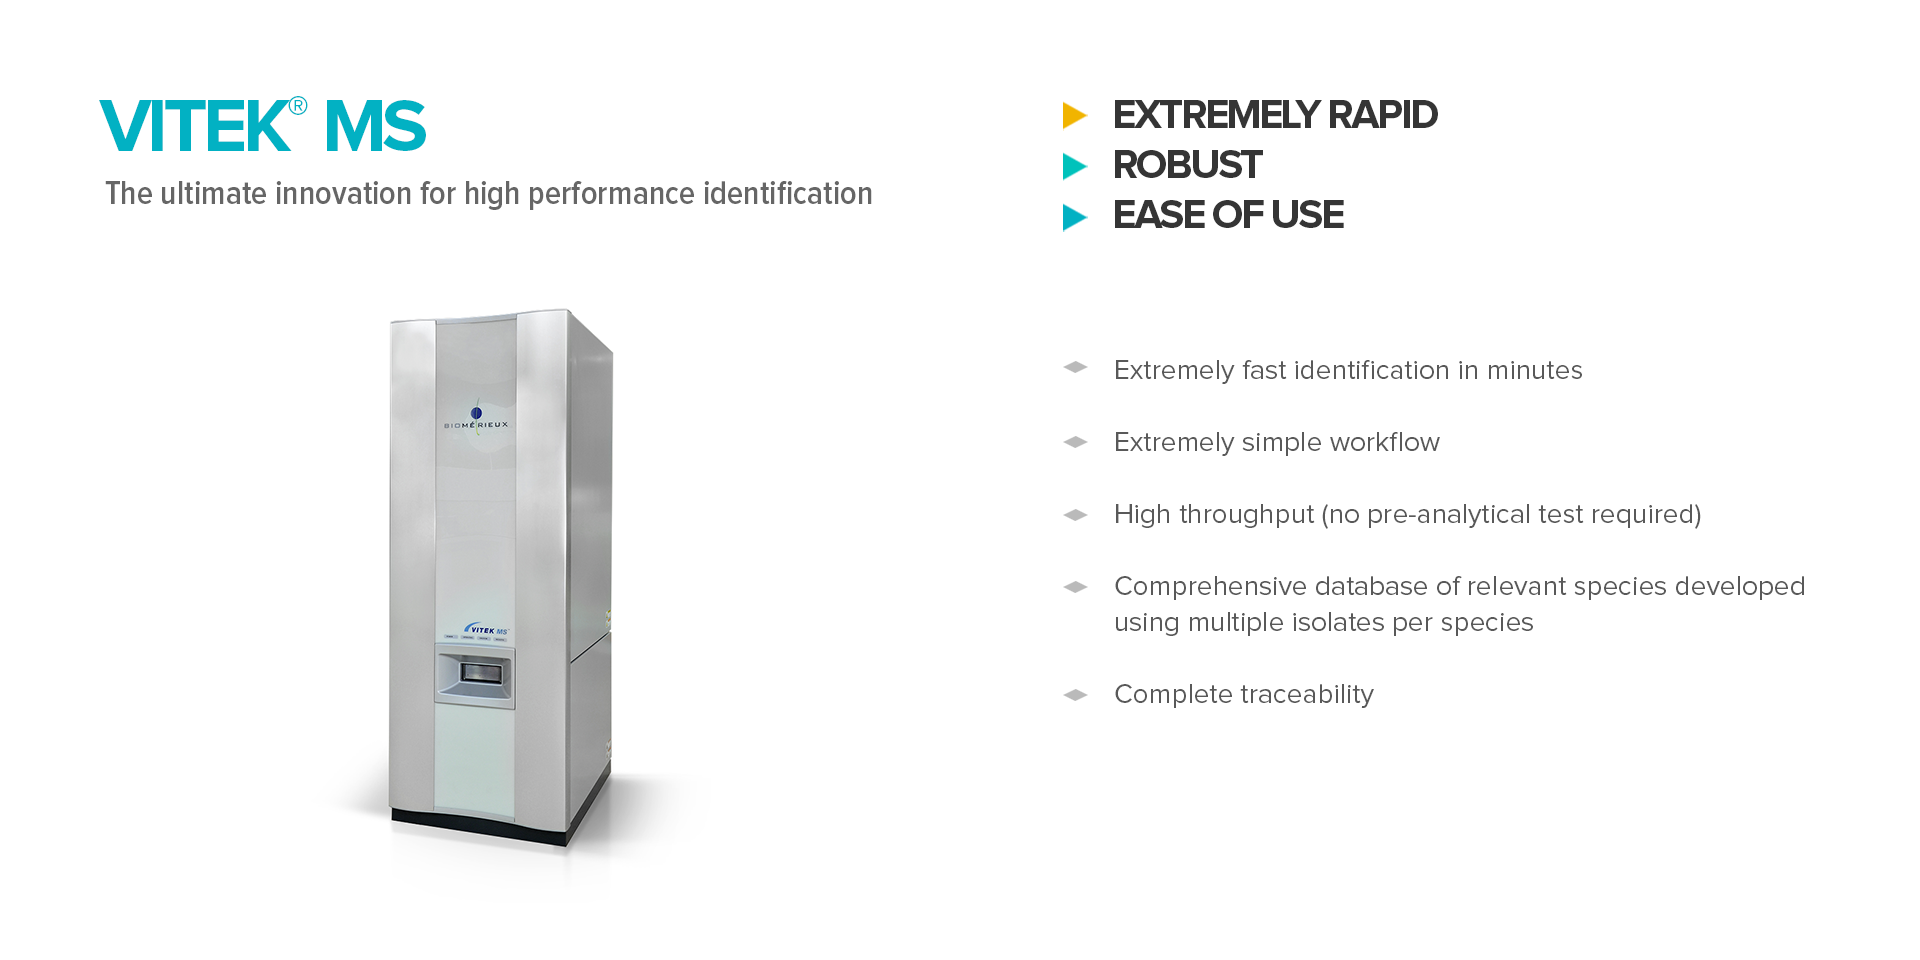 VITEK® MS
The ultimate innovation for high performance identification
BIOMÉRIEUX
VITEK MS
EXTREMELY RAPID
ROBUST
EASE OF USE
Extremely fast identification in minutes
Extremely simple workflow
High throughput (no pre-analytical test required)
Comprehensive database of relevant species developed
using multiple isolates per species
Complete traceability